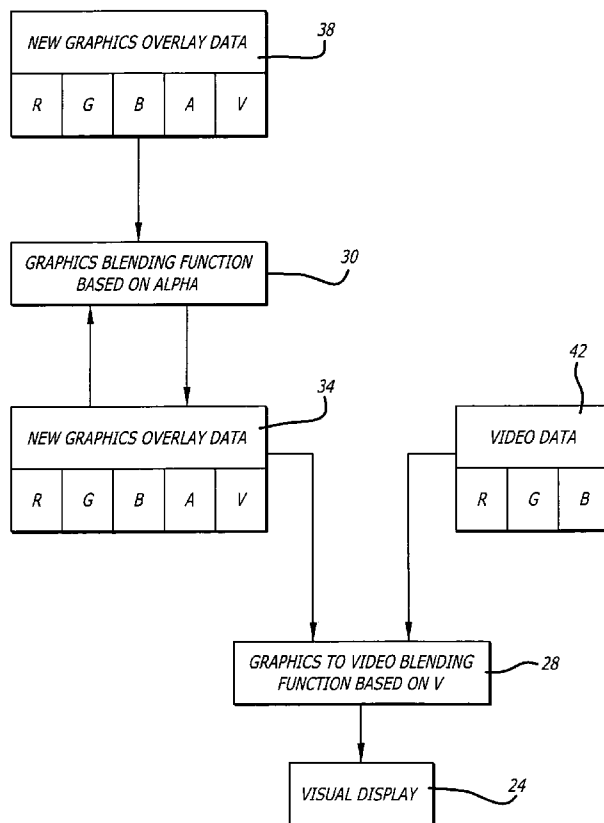 NEW GRAPHICS OVERLAY DATA
38
R G B A V
GRAPHICS BLENDING FUNCTION
BASED ON ALPHA
30
34
NEW GRAPHICS OVERLAY DATA
R G B A V
42
VIDEO DATA
R G B
GRAPHICS TO VIDEO BLENDING
FUNCTION BASED ON V
28
VISUAL DISPLAY
24